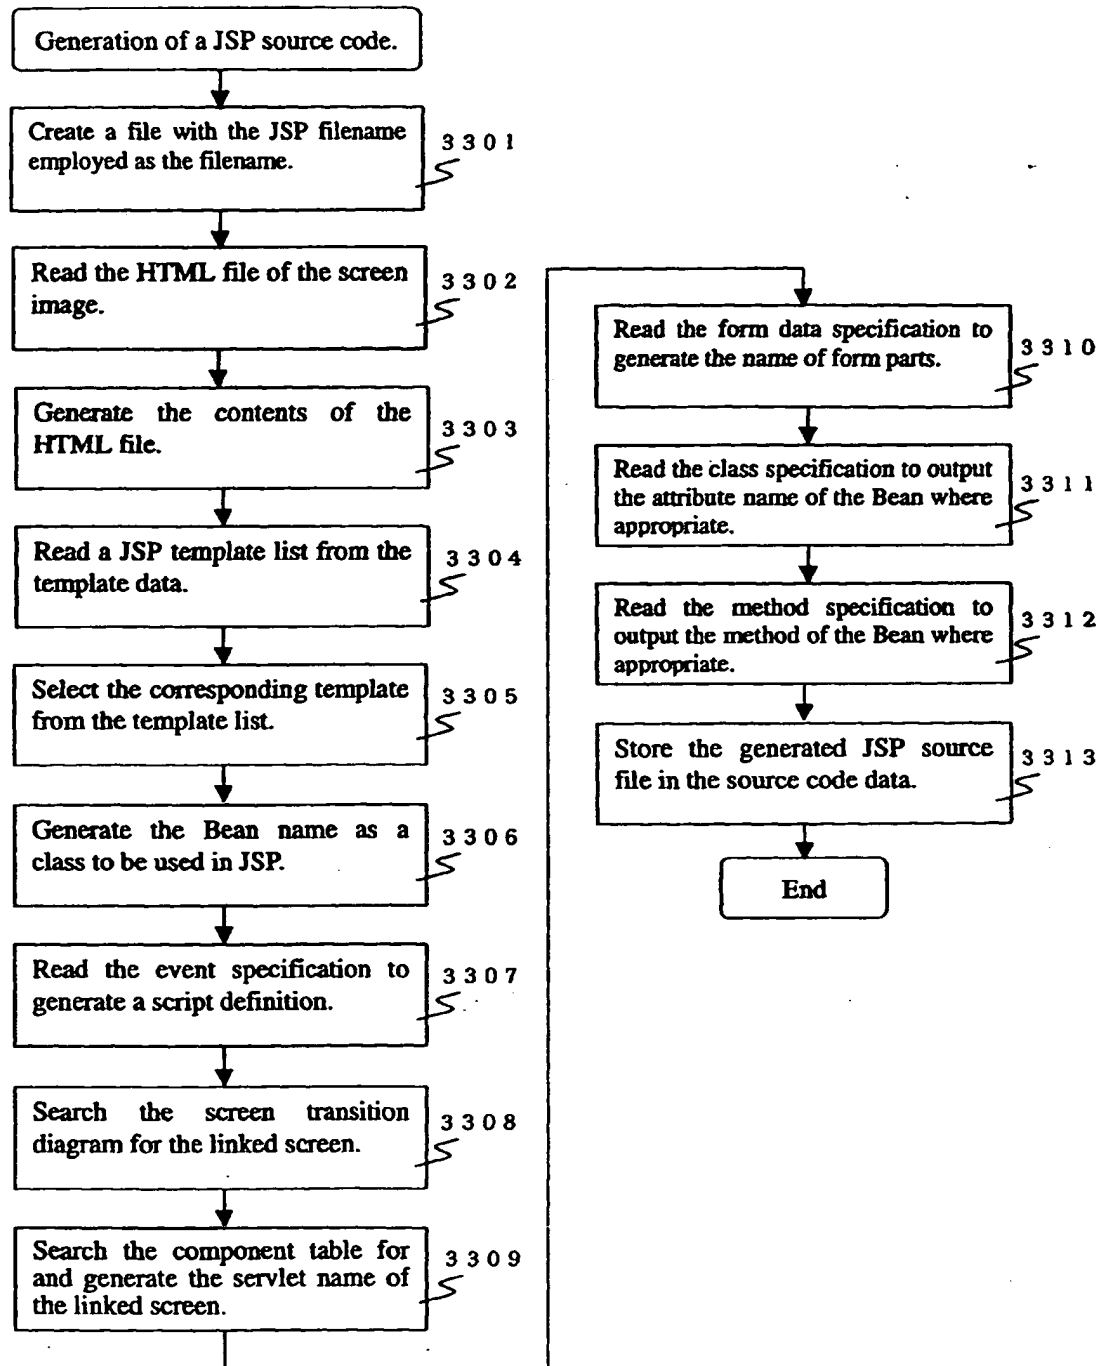 Generation of a JSP source code.
Create a file with the JSP filename
employed as the filename.
3301
Read the HTML file of the screen
image.
3302
Generate the contents of the
HTML file.
3303
Read a JSP template list from the
template data.
3304
Select the corresponding template
from the template list.
3305
Generate the Bean name as a
class to be used in JSP.
3306
Read the event specification to
generate a script definition.
3307
Search the screen transition
diagram for the linked screen.
3308
Search the component table for
and generate the servlet name of
the linked screen.
3309
Read the form data specification to
generate the name of form parts.
3310
Read the class specification to output
the attribute name of the Bean where
appropriate.
3311
Read the method specification to
output the method of the Bean where
appropriate.
3312
Store the generated JSP source
file in the source code data.
3313
End